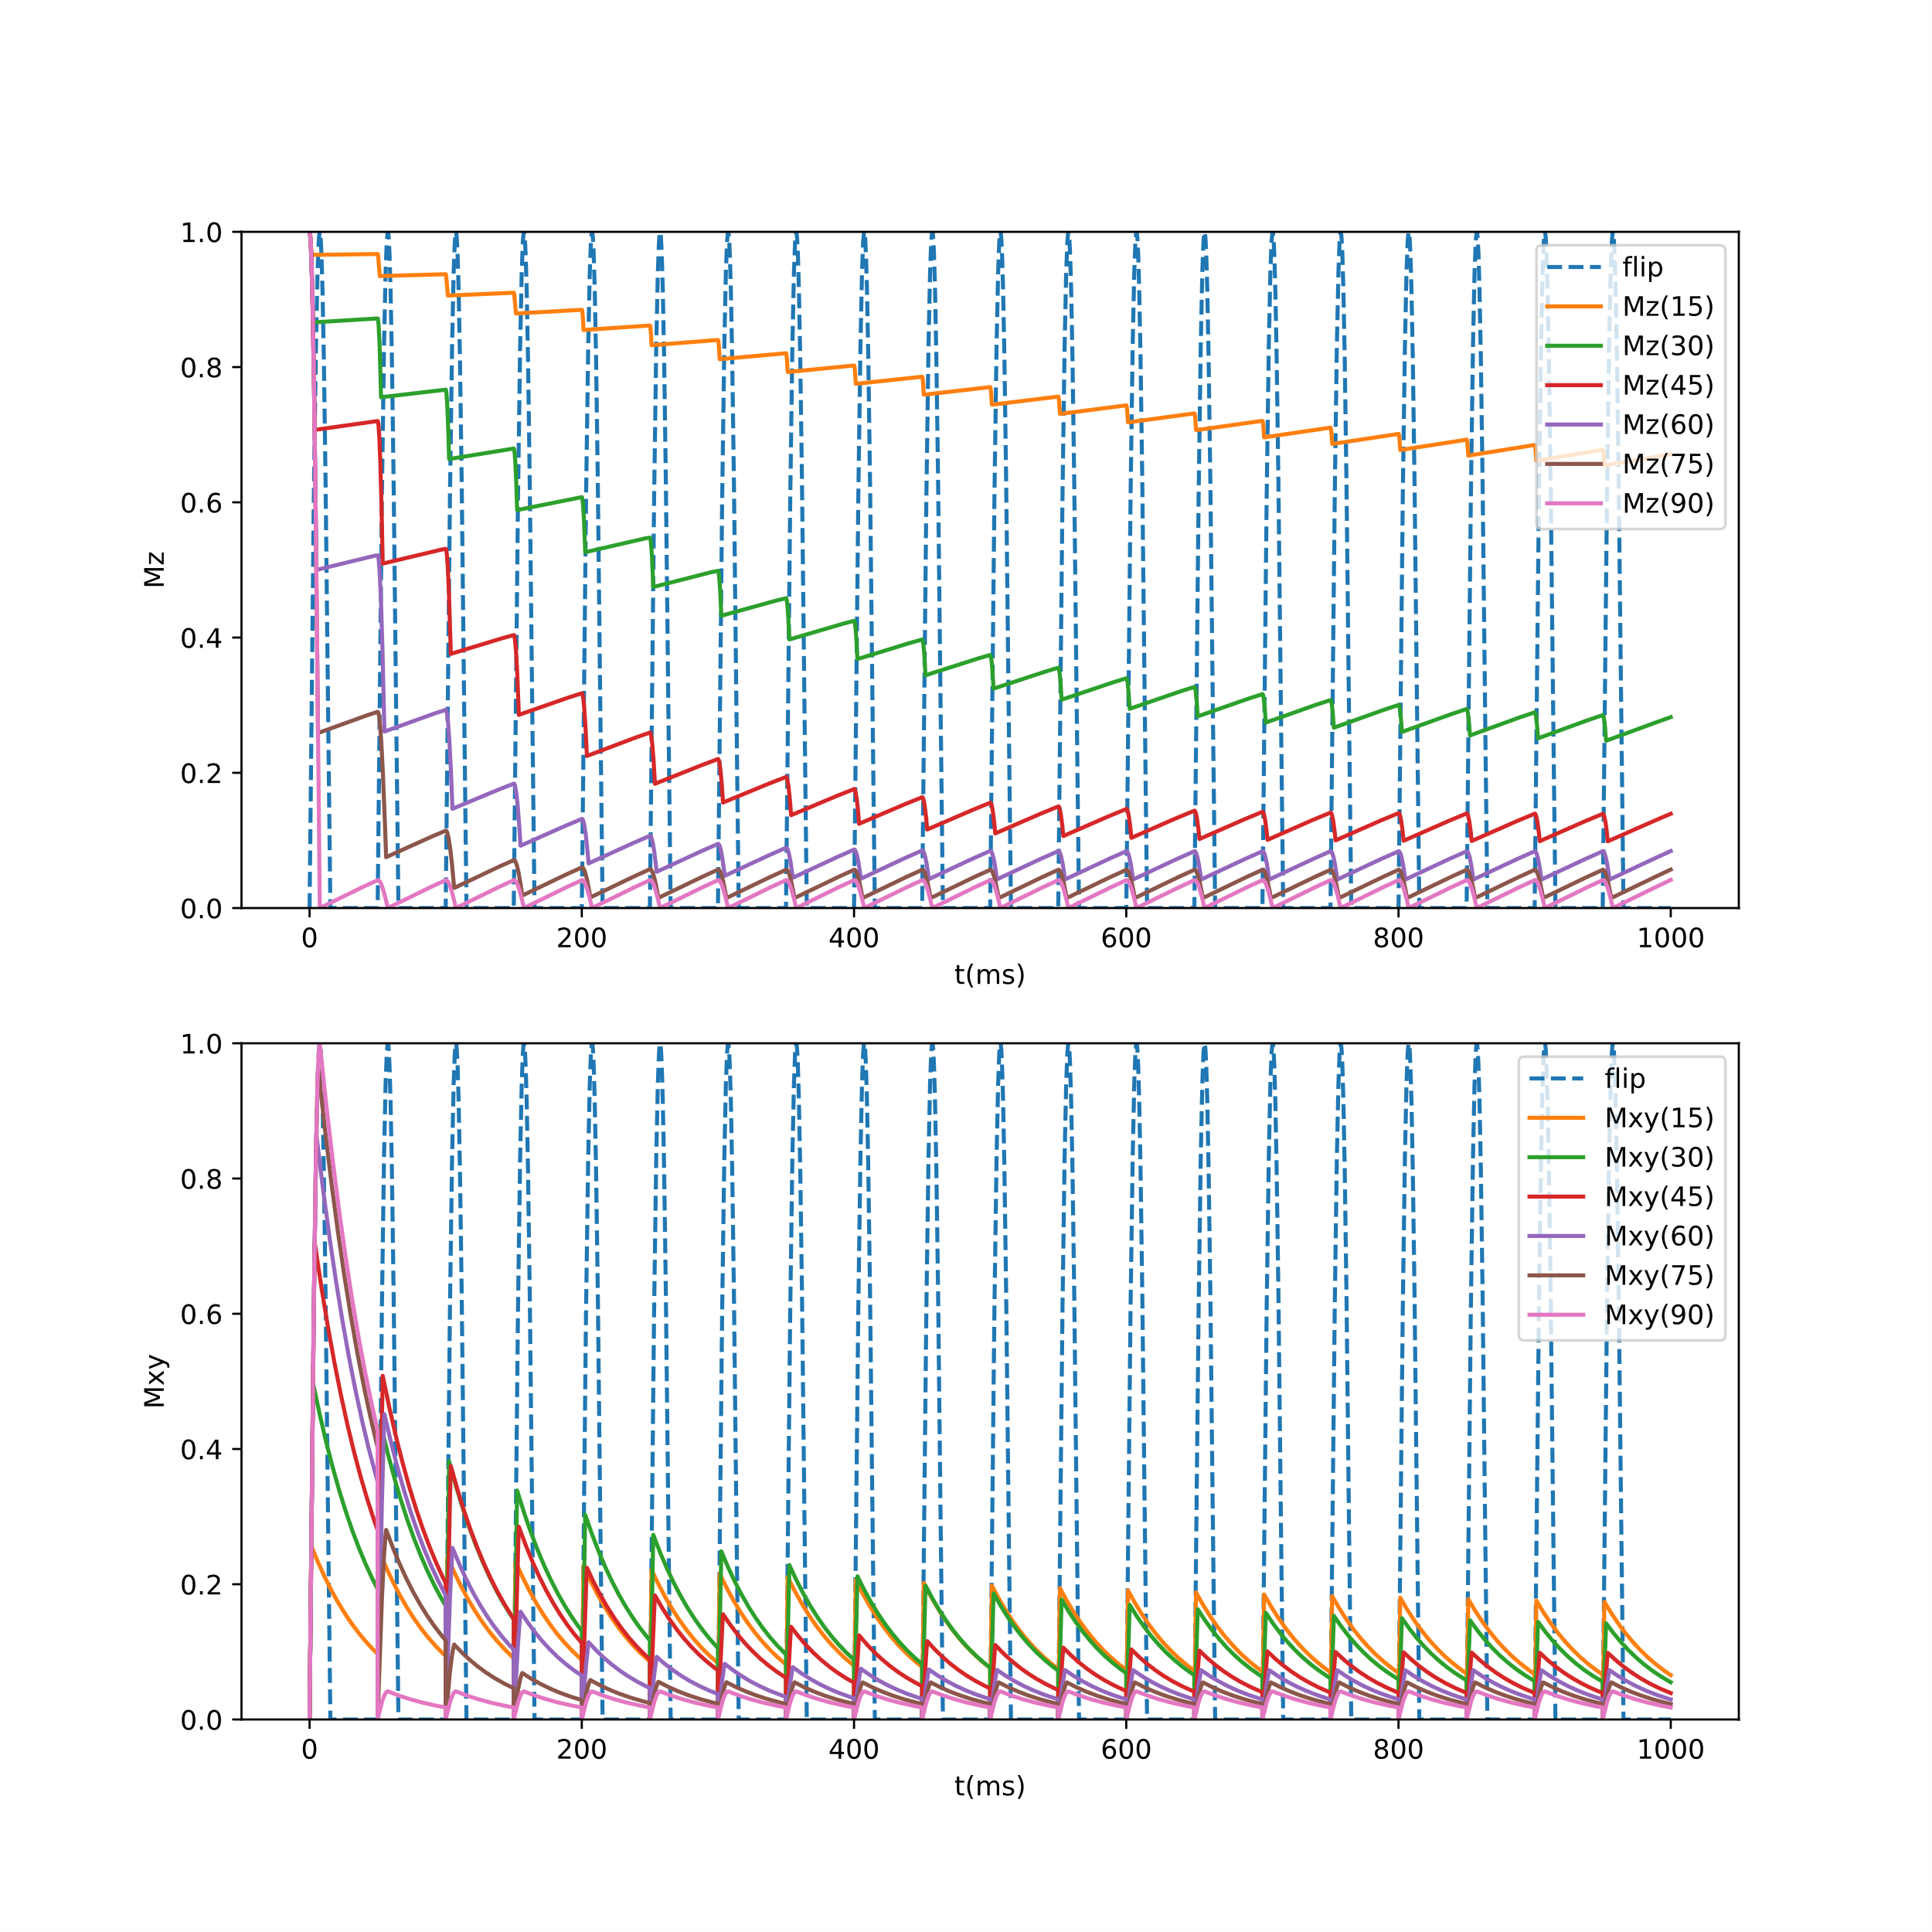 1.0
0.8
0.6
0.4
0.2
0.0
Mz
0
200
400
600
800
1000
t(ms)
flip
Mz(15)
Mz(30)
Mz(45)
Mz(60)
Mz(75)
Mz(90)
1.0
0.8
0.6
0.4
0.2
0.0
Mxy
0
200
400
600
800
1000
t(ms)
flip
Mxy(15)
Mxy(30)
Mxy(45)
Mxy(60)
Mxy(75)
Mxy(90)